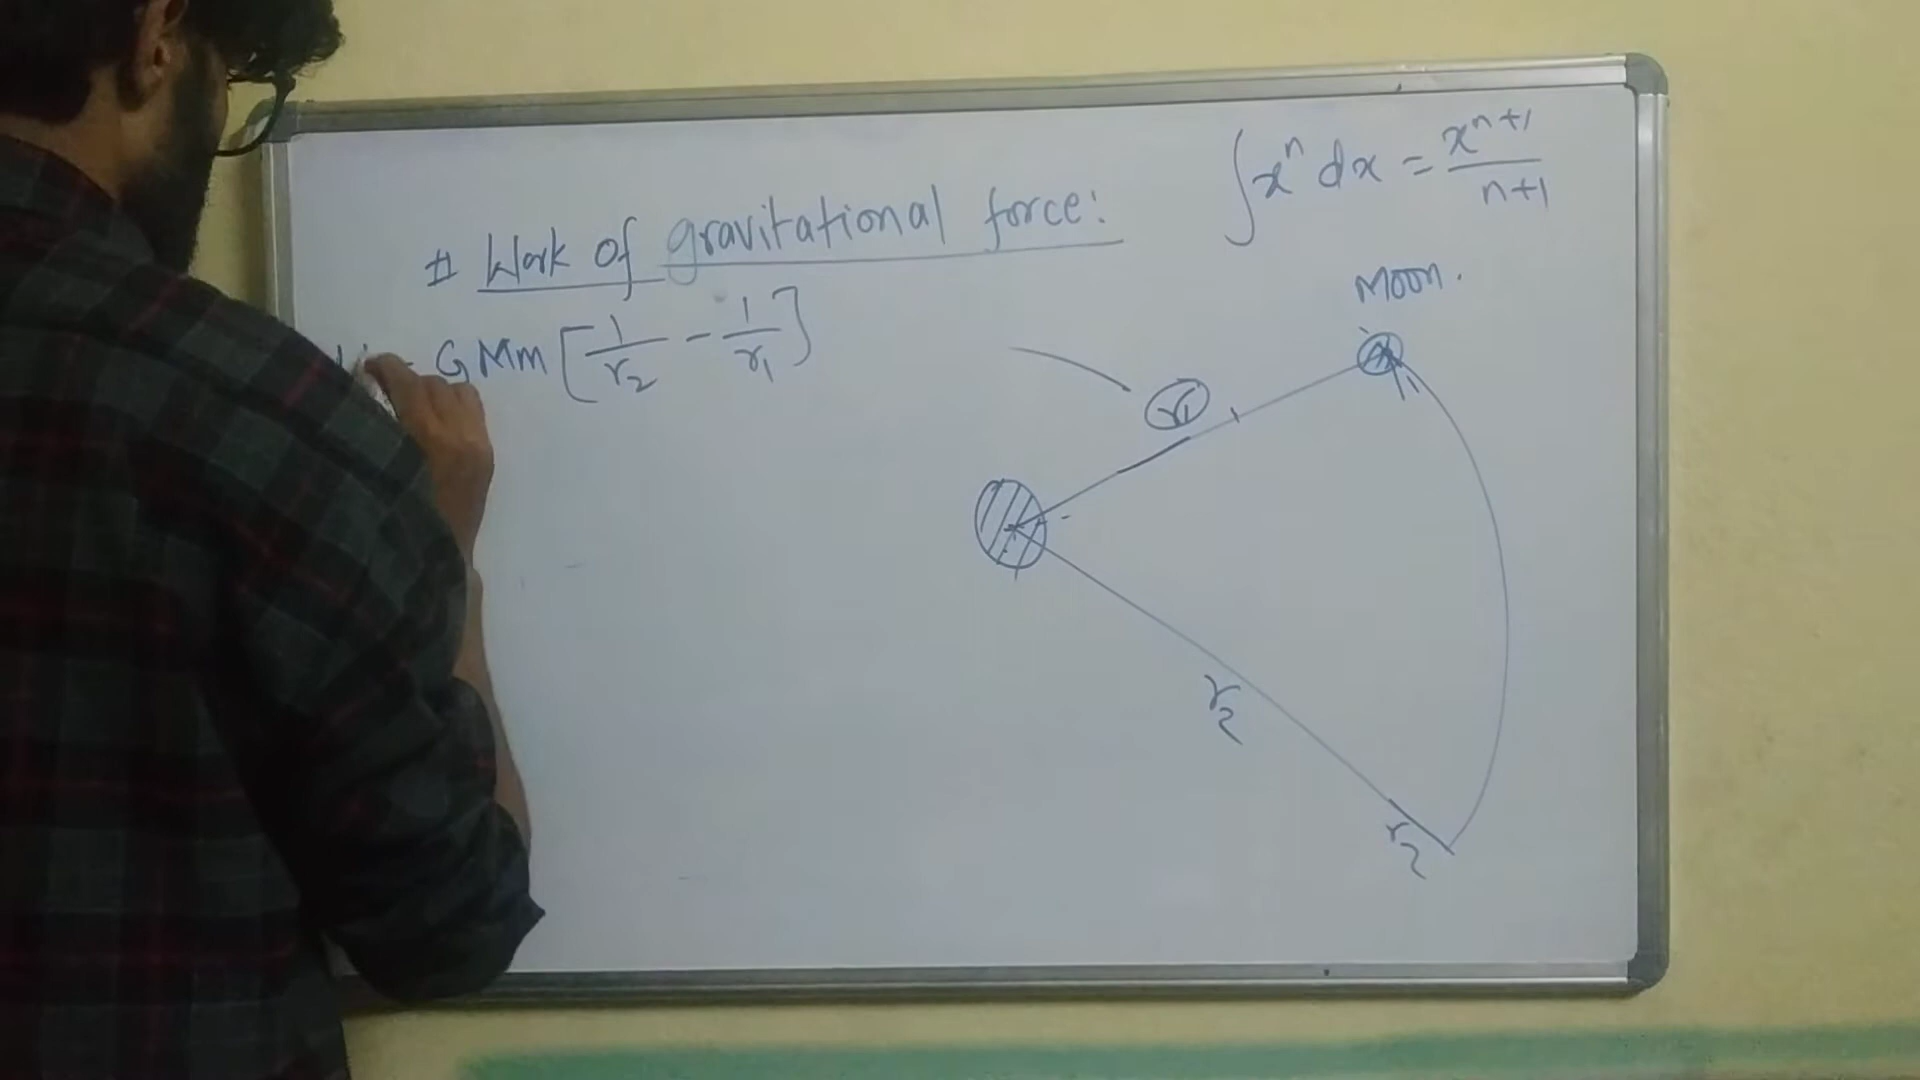 # Work of gravitational force:
∫xⁿ dx = xⁿ⁺¹/n+1
= GMm [1/r₂ - 1/r₁]
Moon.
r₁
r₂
r₂